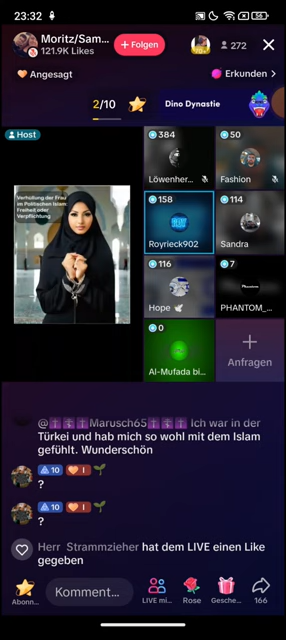 23:32
56
Moritz/Sam...
121.9K Likes
+ Folgen
272
Angesagt
Erkunden >
2/10
Dino Dynastie
Host
384
Löwenher...
50
Fashion
Verhüllung der Frau
im Politischen Islam
Freiheit oder
Verpflichtung
158
Royrieck902
114
Sandra
116
Hope
7
PHANTOM_...
0
Al-Mufada bi...
Anfragen
@✝️✝️✝️Marusch65✝️✝️✝️ Ich war in der
Türkei und hab mich so wohl mit dem Islam
gefühlt. Wunderschön
10 I
?
10 I
?
Herr Strammzieher hat dem LIVE einen Like
gegeben
Abonn...
Komment...
LIVE mi...
Rose
Gesche...
166